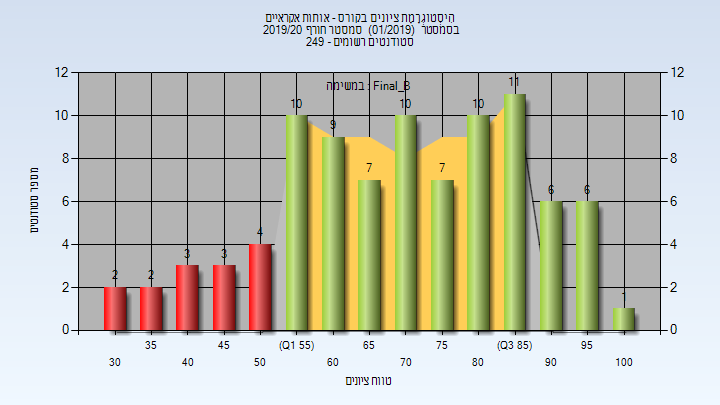 הִיסְטוֹגְרָמַת ציונים בקורס - אותות אקראיים
בסמסטר (01/2019) סמסטר חורף 2019/20
סטודנטים רשומים - 249
במשימה : Final_B
12 12
10 10
8 8
6 6
4 4
2 2
0 0
מספר סטודנטים
2 2 3 3 4 10 9 7 10 7 10 11 6 6 1
35 45 (Q1 55) 65 75 (Q3 85) 95
30 40 50 60 70 80 90 100
טווח ציונים